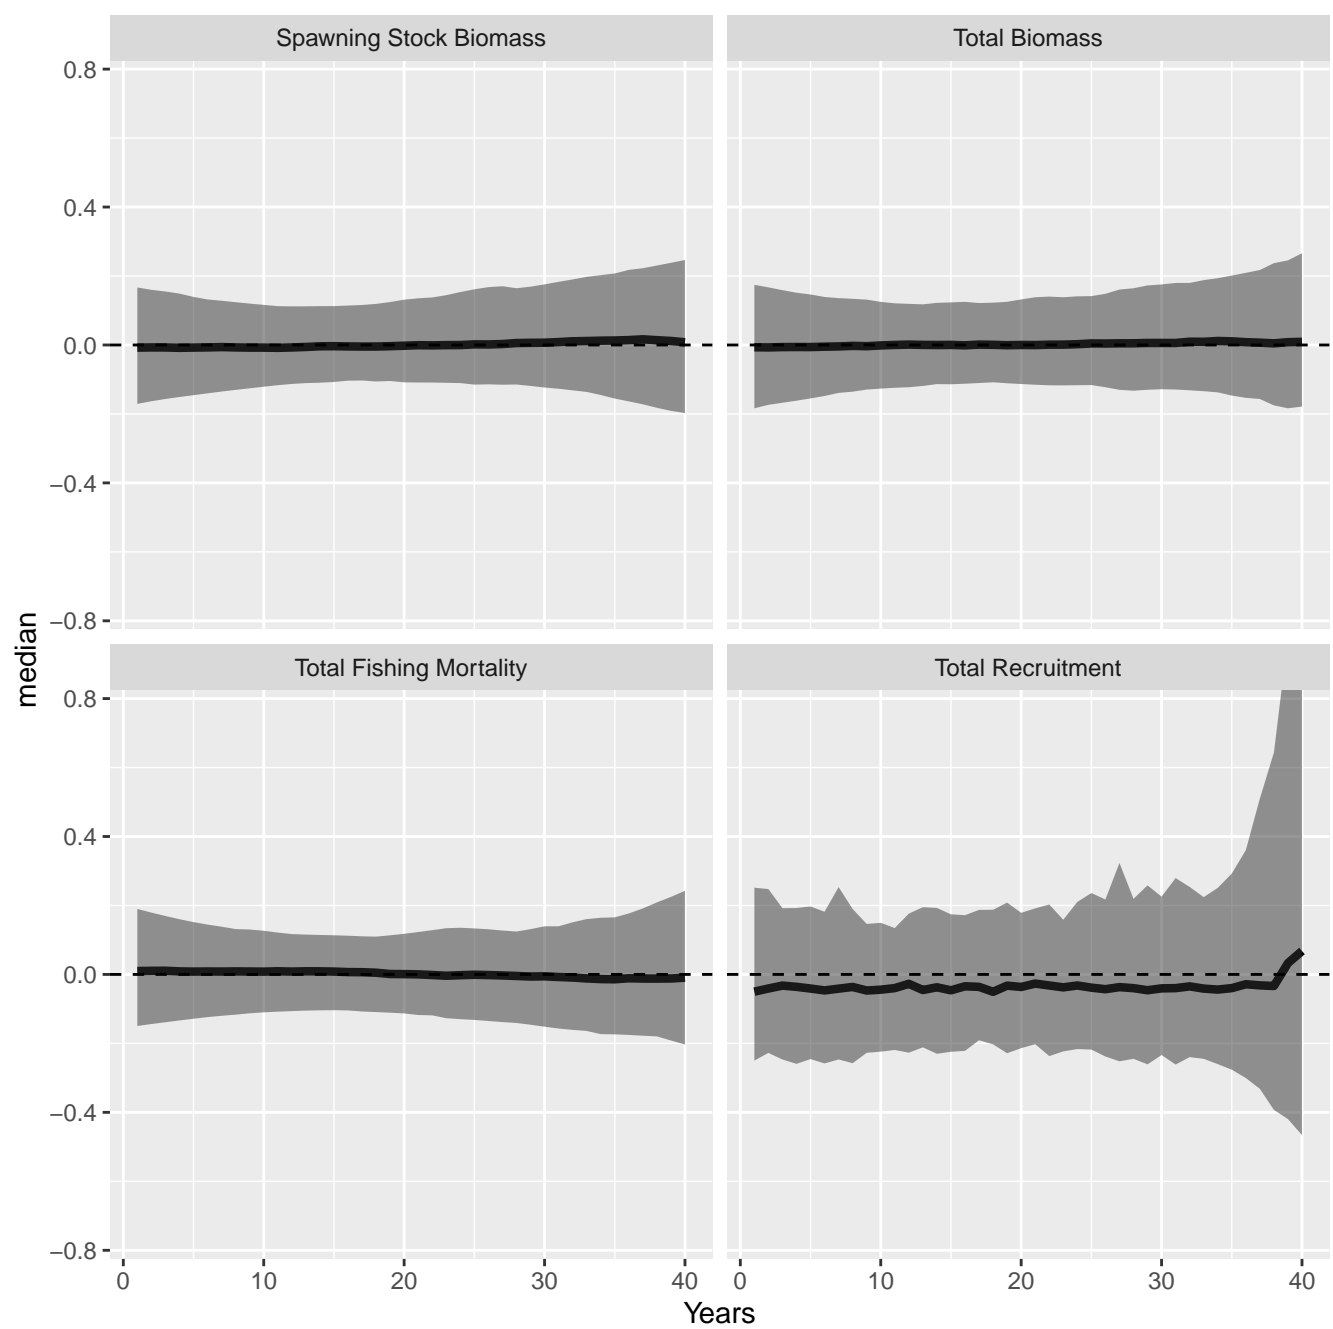 Spawning Stock Biomass
Total Biomass
0.8
0.4
0.0
−0.4
−0.8
Total Fishing Mortality
Total Recruitment
0.8
0.4
0.0
−0.4
−0.8
0 10 20 30 40
0 10 20 30 40
Years
median